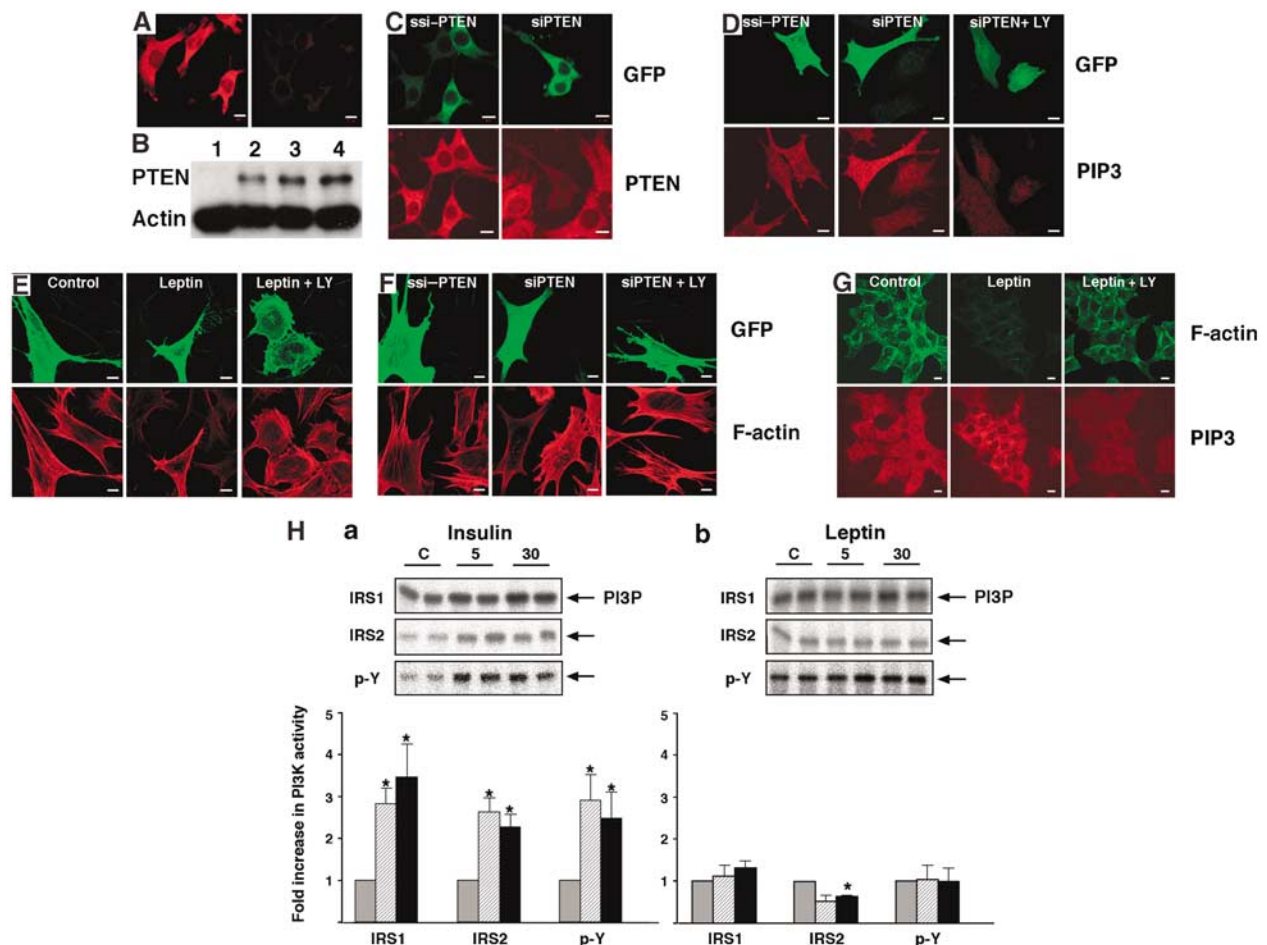 A
B
1 2 3 4
PTEN
Actin
C
ssi–PTEN siPTEN
GFP
PTEN
D
ssi–PTEN siPTEN siPTEN+ LY
GFP
PIP3
E
Control Leptin Leptin + LY
F
ssi–PTEN siPTEN siPTEN + LY
GFP
F-actin
G
Control Leptin Leptin + LY
F-actin
PIP3
H
a
Insulin
C 5 30
IRS1
PI3P
IRS2
p-Y
b
Leptin
C 5 30
IRS1
PI3P
IRS2
p-Y
Fold increase in PI3K activity
5
4
3
2
1
* * * * * *
IRS1 IRS2 p-Y
5
4
3
2
1
*
IRS1 IRS2 p-Y